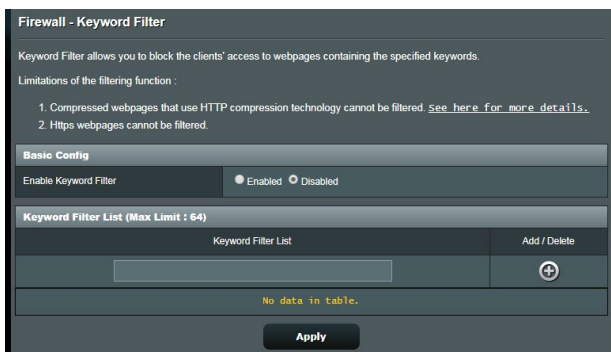 Firewall - Keyword Filter
Keyword Filter allows you to block the clients' access to webpages containing the specified keywords.
Limitations of the filtering function :
1. Compressed webpages that use HTTP compression technology cannot be filtered. See here for more details.
2. Https webpages cannot be filtered.
Basic Config
Enable Keyword Filter Enabled Disabled
Keyword Filter List (Max Limit : 64)
Keyword Filter List Add / Delete
No data in table.
Apply